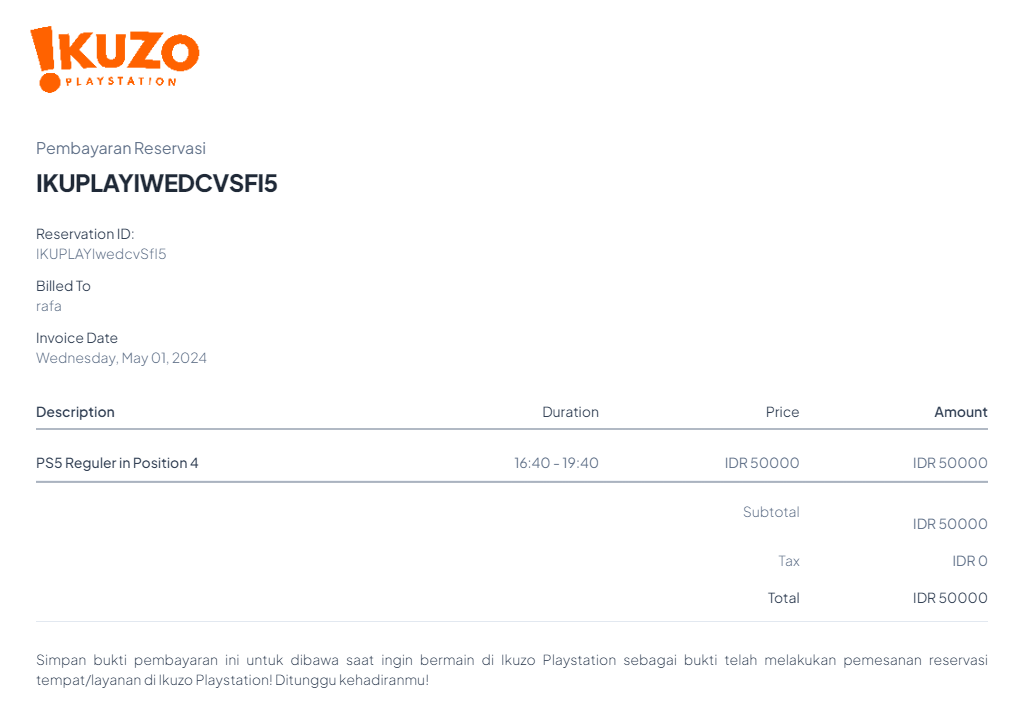 !KUZO
PLAYSTATION
Pembayaran Reservasi
IKUPLAYIWEDCVSFI5
Reservation ID:
IKUPLAYIwedcvSfI5
Billed To
rafa
Invoice Date
Wednesday, May 01, 2024
Description Duration Price Amount
PS5 Reguler in Position 4 16:40 - 19:40 IDR 50000 IDR 50000
Subtotal IDR 50000
Tax IDR 0
Total IDR 50000
Simpan bukti pembayaran ini untuk dibawa saat ingin bermain di Ikuzo Playstation sebagai bukti telah melakukan pemesanan reservasi
tempat/layanan di Ikuzo Playstation! Ditunggu kehadiranmu!